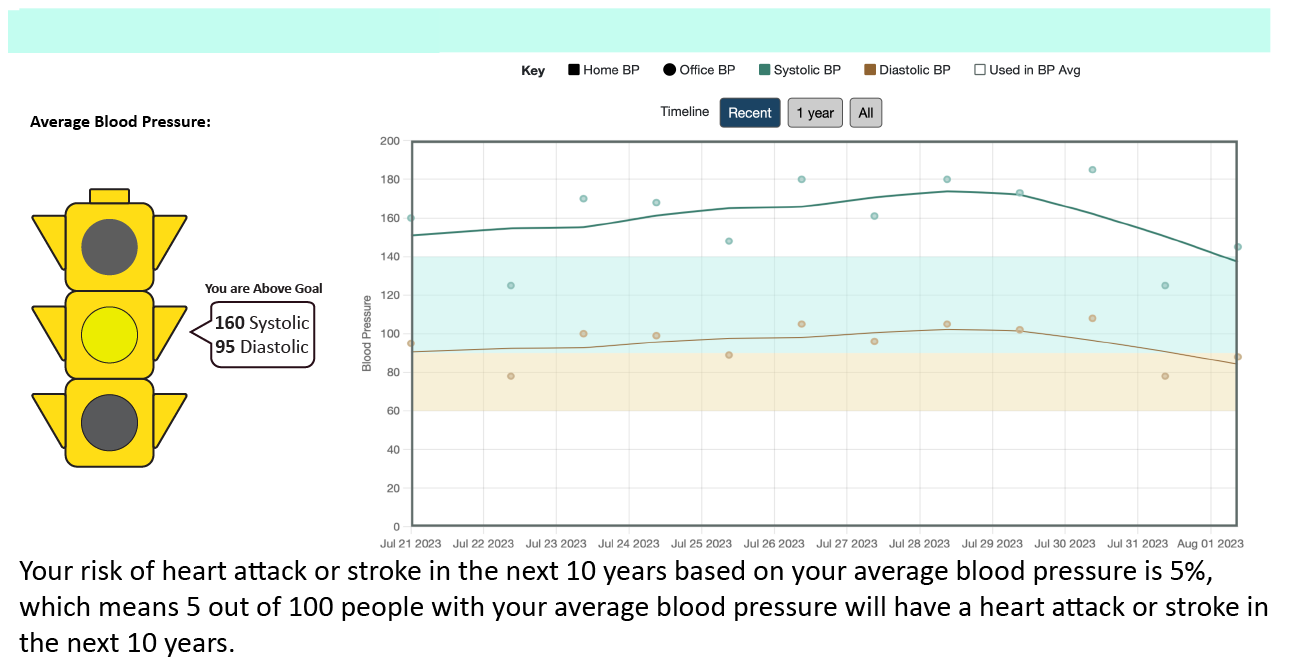 Key Home BP Office BP Systolic BP Diastolic BP Used in BP Avg
Timeline Recent 1 year All
Average Blood Pressure:
You are Above Goal
160 Systolic
95 Diastolic
Blood Pressure
200
180
160
140
120
100
80
60
40
20
0
Jul 21 2023 Jul 22 2023 Jul 23 2023 Jul 24 2023 Jul 25 2023 Jul 26 2023 Jul 27 2023 Jul 28 2023 Jul 29 2023 Jul 30 2023 Jul 31 2023 Aug 01 2023
Your risk of heart attack or stroke in the next 10 years based on your average blood pressure is 5%,
which means 5 out of 100 people with your average blood pressure will have a heart attack or stroke in
the next 10 years.